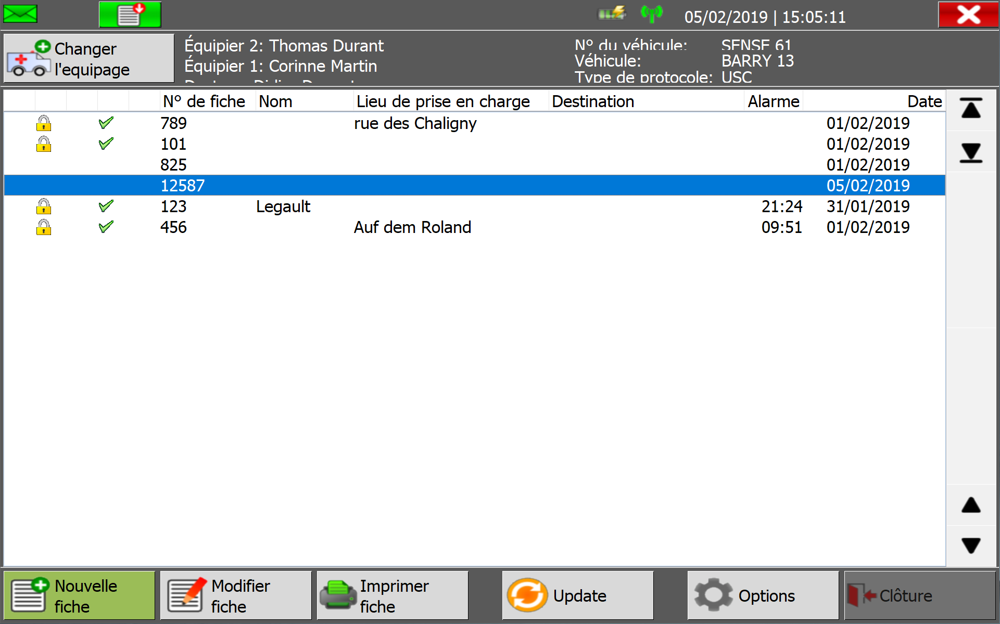 05/02/2019 | 15:05:11
Changer
l'equipage
Équipier 2: Thomas Durant
Équipier 1: Corinne Martin
N° du véhicule: SENSE 61
Véhicule: BARRY 13
Type de protocole: USC
N° de fiche Nom Lieu de prise en charge Destination Alarme Date
789 rue des Chaligny 01/02/2019
101 01/02/2019
825 01/02/2019
12587 05/02/2019
123 Legault 21:24 31/01/2019
456 Auf dem Roland 09:51 01/02/2019
Nouvelle
fiche
Modifier
fiche
Imprimer
fiche
Update
Options
Clôture